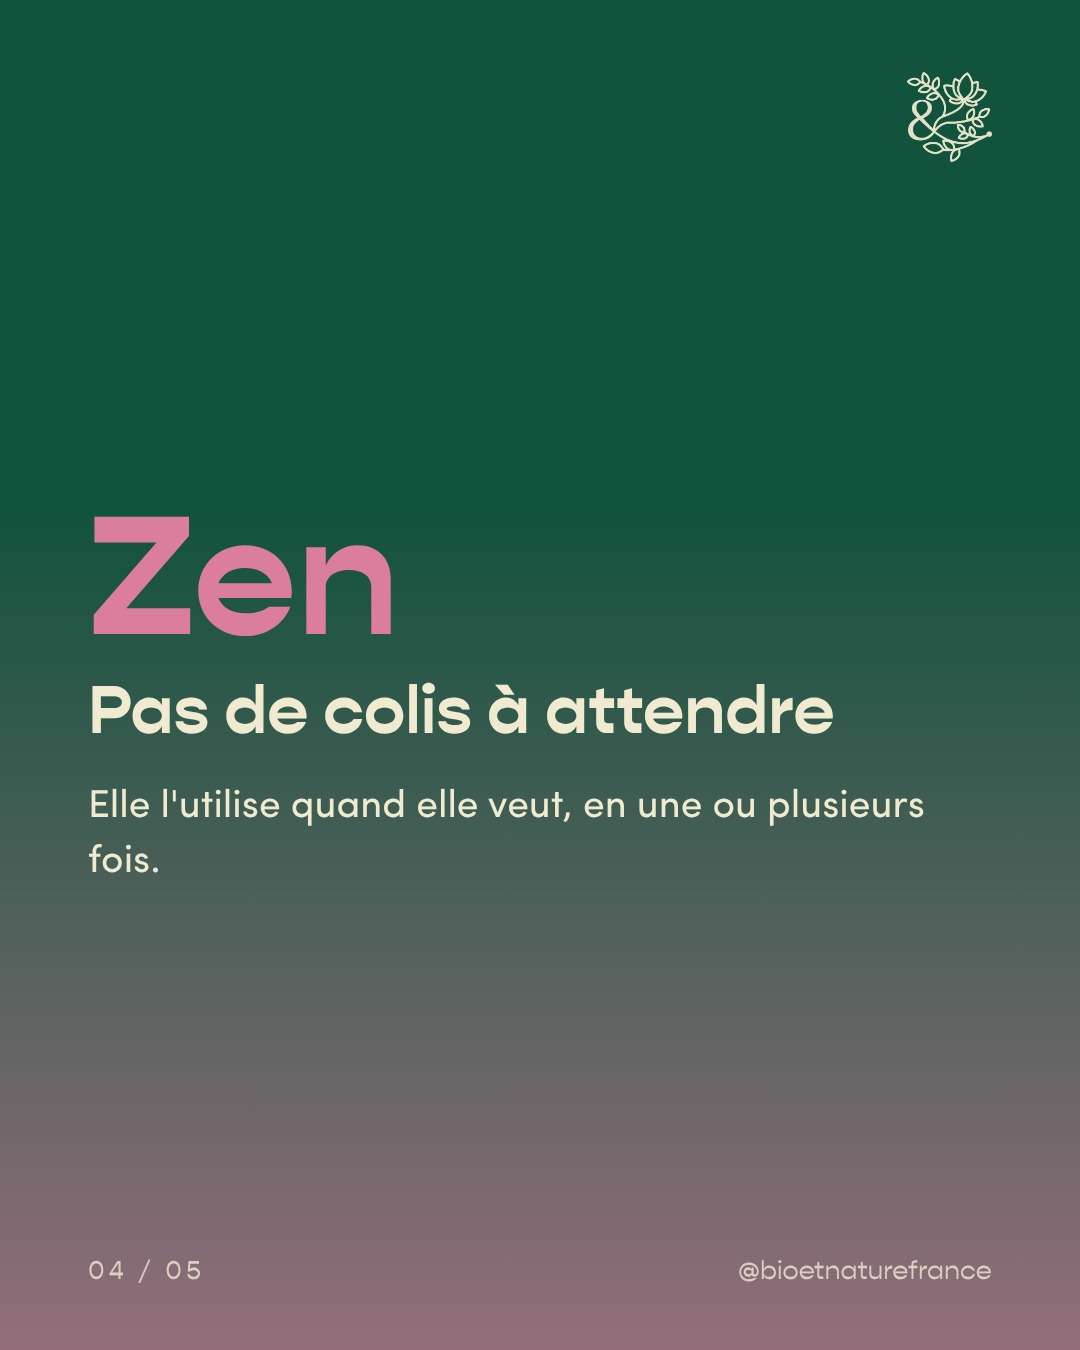 &
Zen
Pas de colis à attendre
Elle l'utilise quand elle veut, en une ou plusieurs
fois.
04 / 05
@bioetnaturefrance